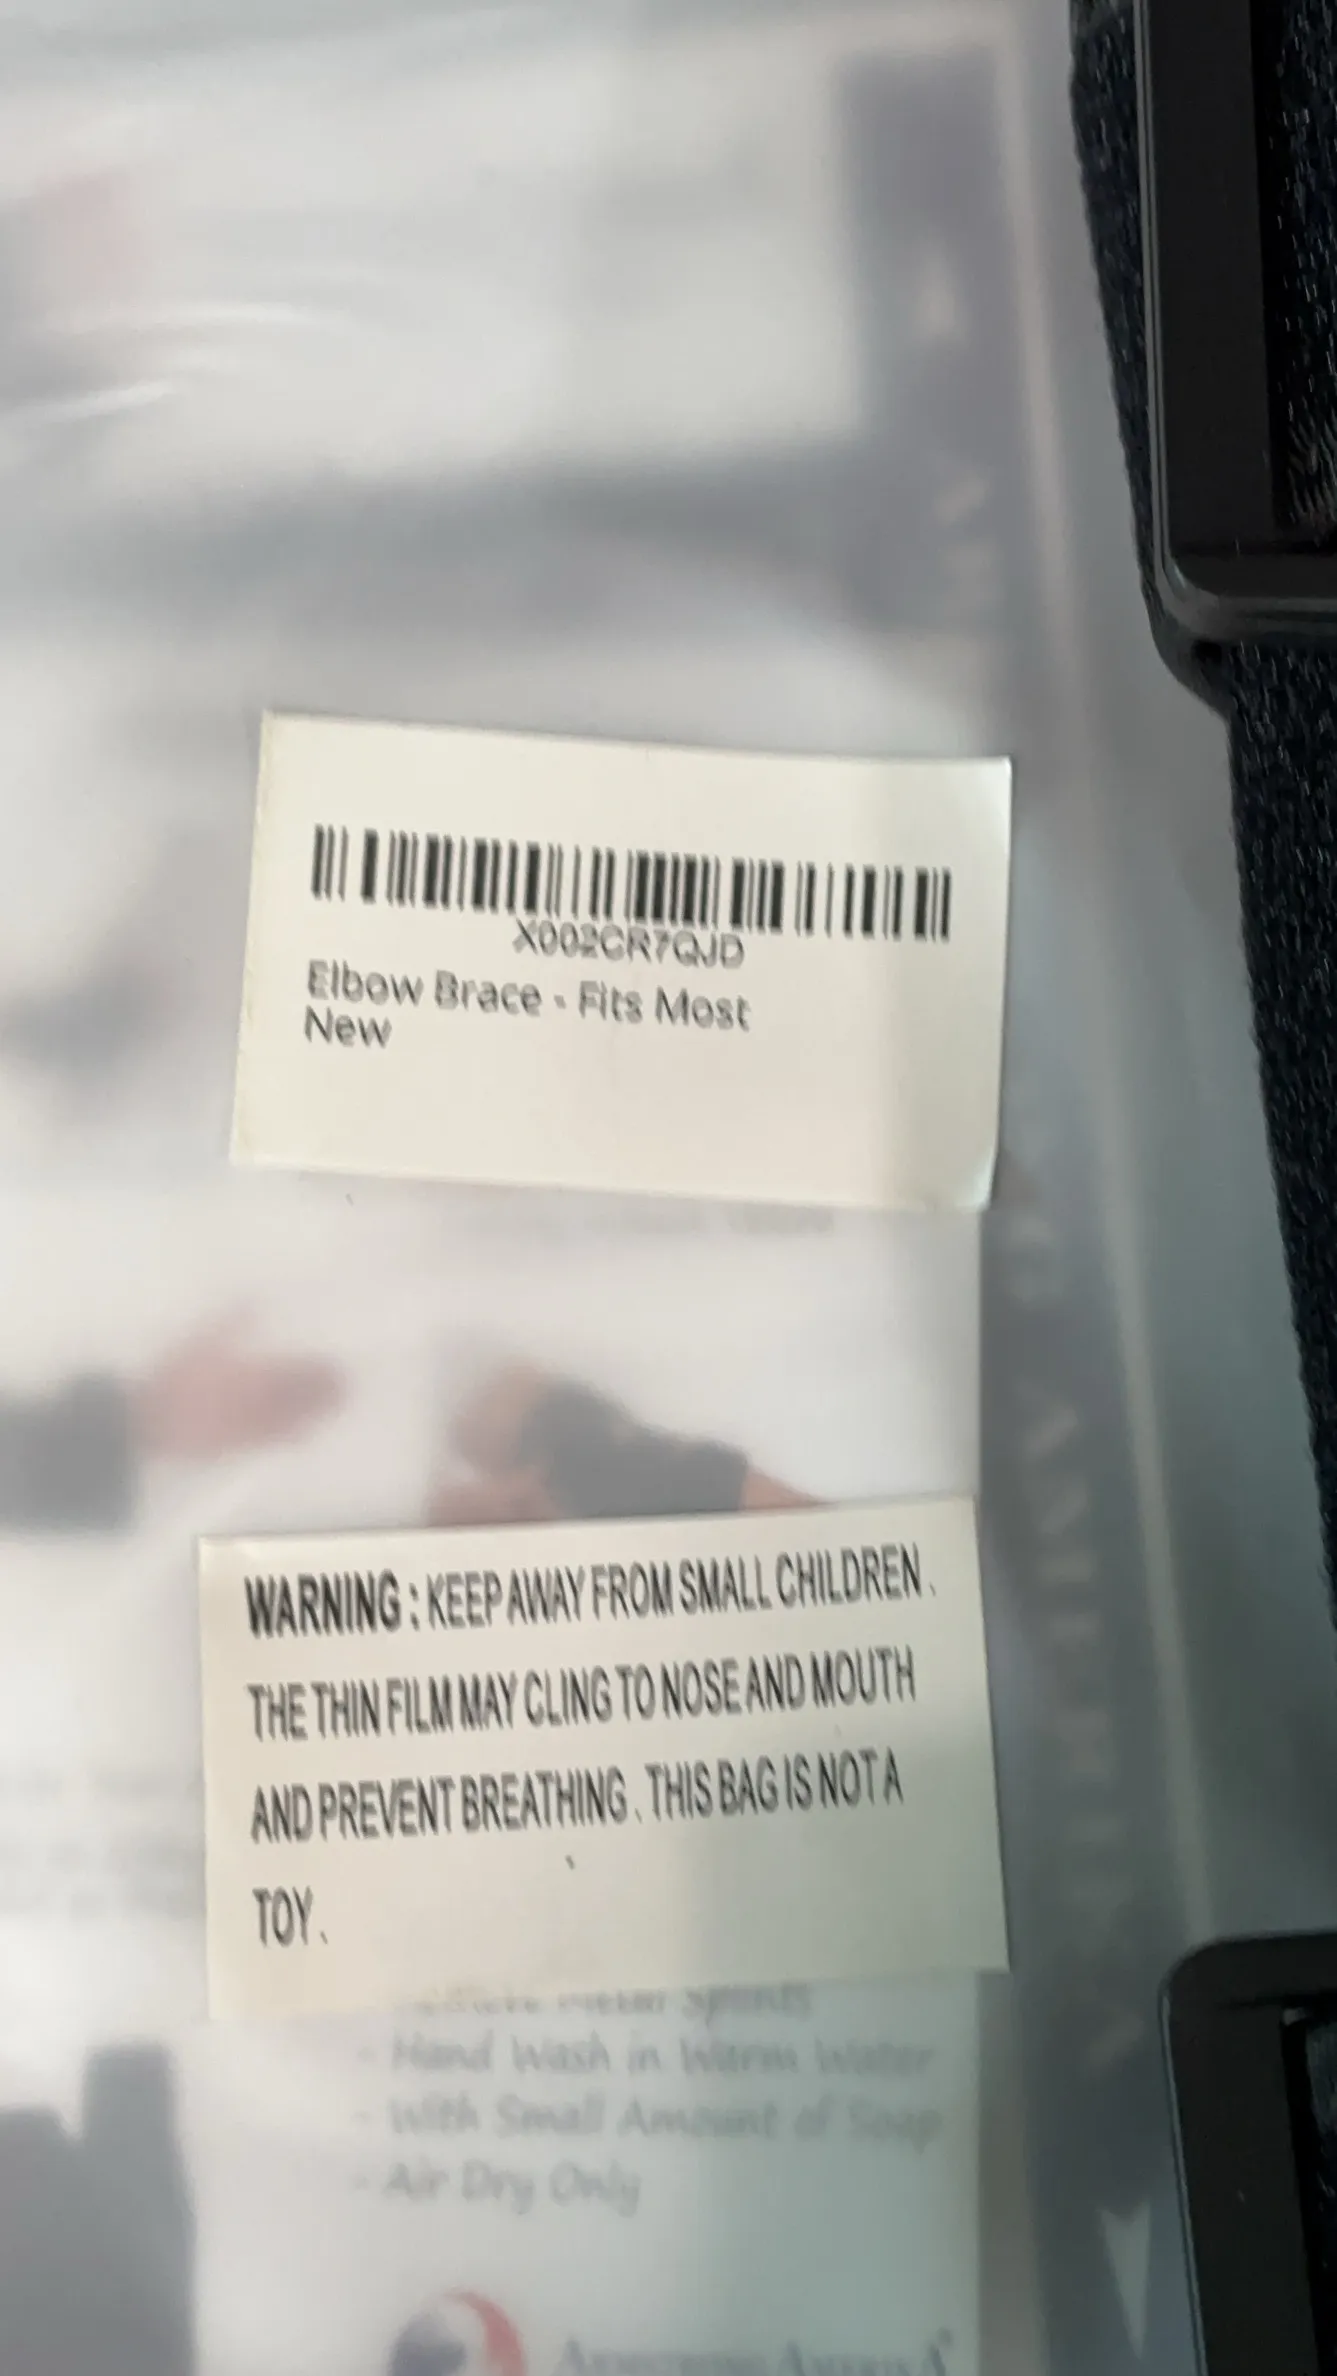 X002CR7QJD
Elbow Brace - Fits Most
New
WARNING : KEEP AWAY FROM SMALL CHILDREN .
THE THIN FILM MAY CLING TO NOSE AND MOUTH
AND PREVENT BREATHING . THIS BAG IS NOT A
TOY .
- Hand Wash in Warm Water
- With Small Amount of Soap
- Air Dry Only